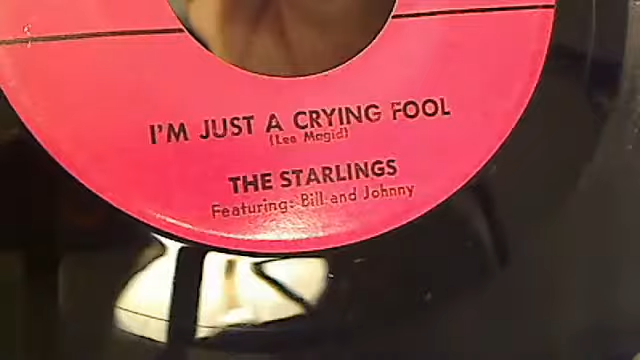 I'M JUST A CRYING FOOL
(Lee Magid)
THE STARLINGS
Featuring: Bill and Johnny